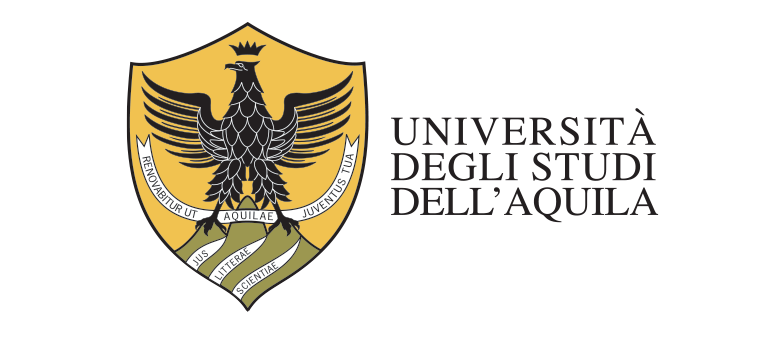 RENOVABITUR UT AQUILAE JUVENTUS TUA
JUS
LITTERAE
SCIENTIAE
UNIVERSITÀ
DEGLI STUDI
DELL'AQUILA